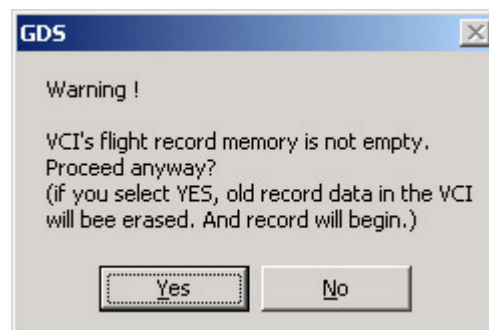 GDS
Warning !
VCI's flight record memory is not empty.
Proceed anyway?
(if you select YES, old record data in the VCI
will bee erased. And record will begin.)
Yes
No